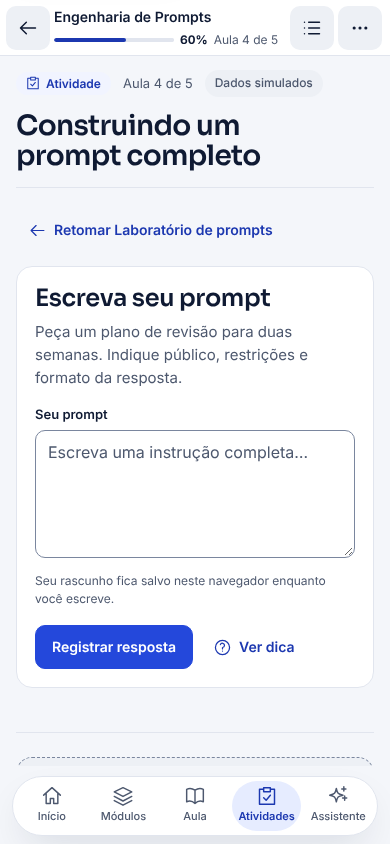 Engenharia de Prompts
60% Aula 4 de 5
Atividade Aula 4 de 5 Dados simulados
Construindo um
prompt completo
Retomar Laboratório de prompts
Escreva seu prompt
Peça um plano de revisão para duas
semanas. Indique público, restrições e
formato da resposta.
Seu prompt
Escreva uma instrução completa...
Seu rascunho fica salvo neste navegador enquanto
você escreve.
Registrar resposta Ver dica
Início Módulos Aula Atividades Assistente